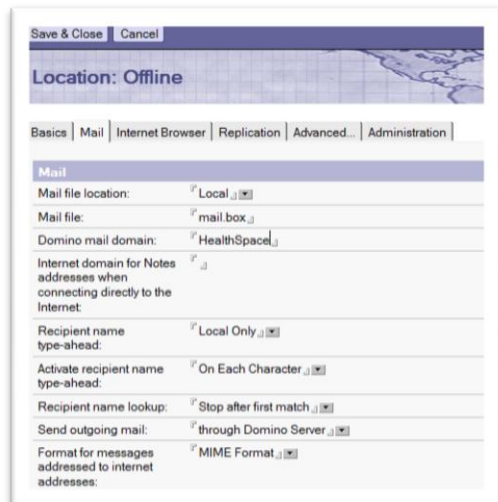 Save & Close Cancel
Location: Offline
Basics Mail Internet Browser Replication Advanced... Administration
Mail
Mail file location: Local
Mail file: mail.box
Domino mail domain: HealthSpace
Internet domain for Notes
addresses when
connecting directly to the
Internet:
Recipient name Local Only
type-ahead:
Activate recipient name On Each Character
type-ahead:
Recipient name lookup: Stop after first match
Send outgoing mail: through Domino Server
Format for messages MIME Format
addressed to internet
addresses: